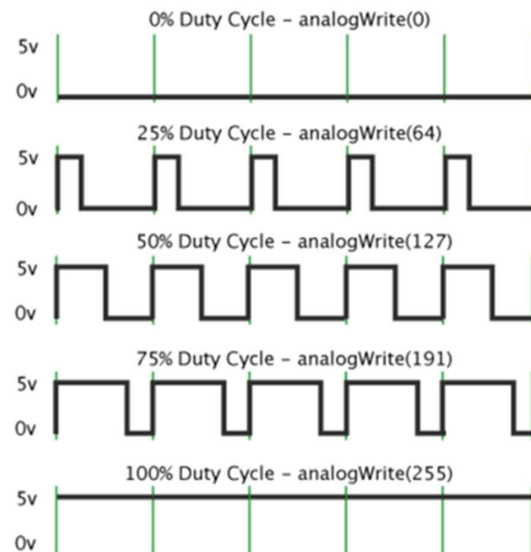 0% Duty Cycle – analogWrite(0)
5v
0v
25% Duty Cycle – analogWrite(64)
5v
0v
50% Duty Cycle – analogWrite(127)
5v
0v
75% Duty Cycle – analogWrite(191)
5v
0v
100% Duty Cycle – analogWrite(255)
5v
0v